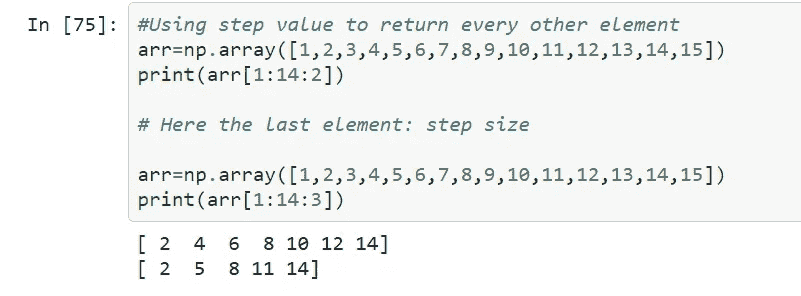 In [75]: #Using step value to return every other element
arr=np.array([1,2,3,4,5,6,7,8,9,10,11,12,13,14,15])
print(arr[1:14:2])
# Here the last element: step size
arr=np.array([1,2,3,4,5,6,7,8,9,10,11,12,13,14,15])
print(arr[1:14:3])
[ 2  4  6  8 10 12 14]
[ 2  5  8 11 14]